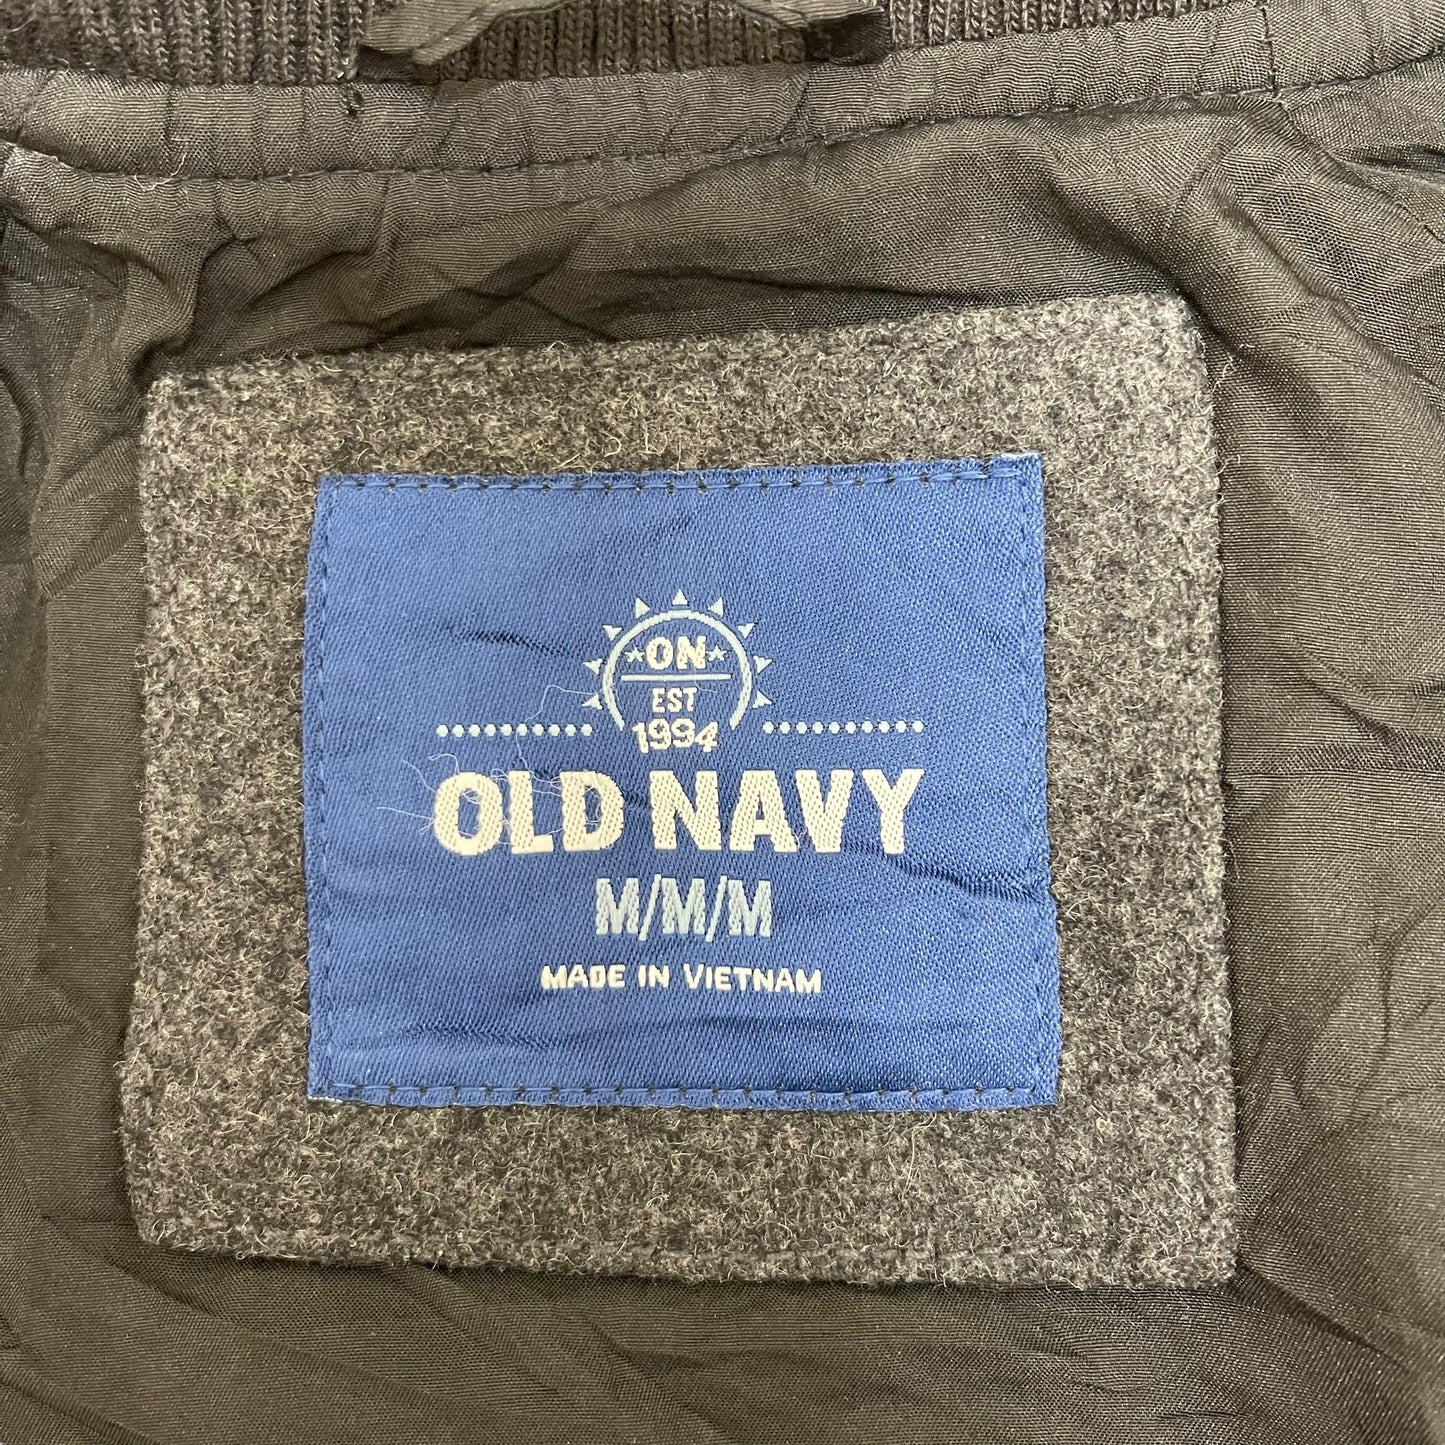 ★ON★
EST
1994
OLD NAVY
M/M/M
MADE IN VIETNAM